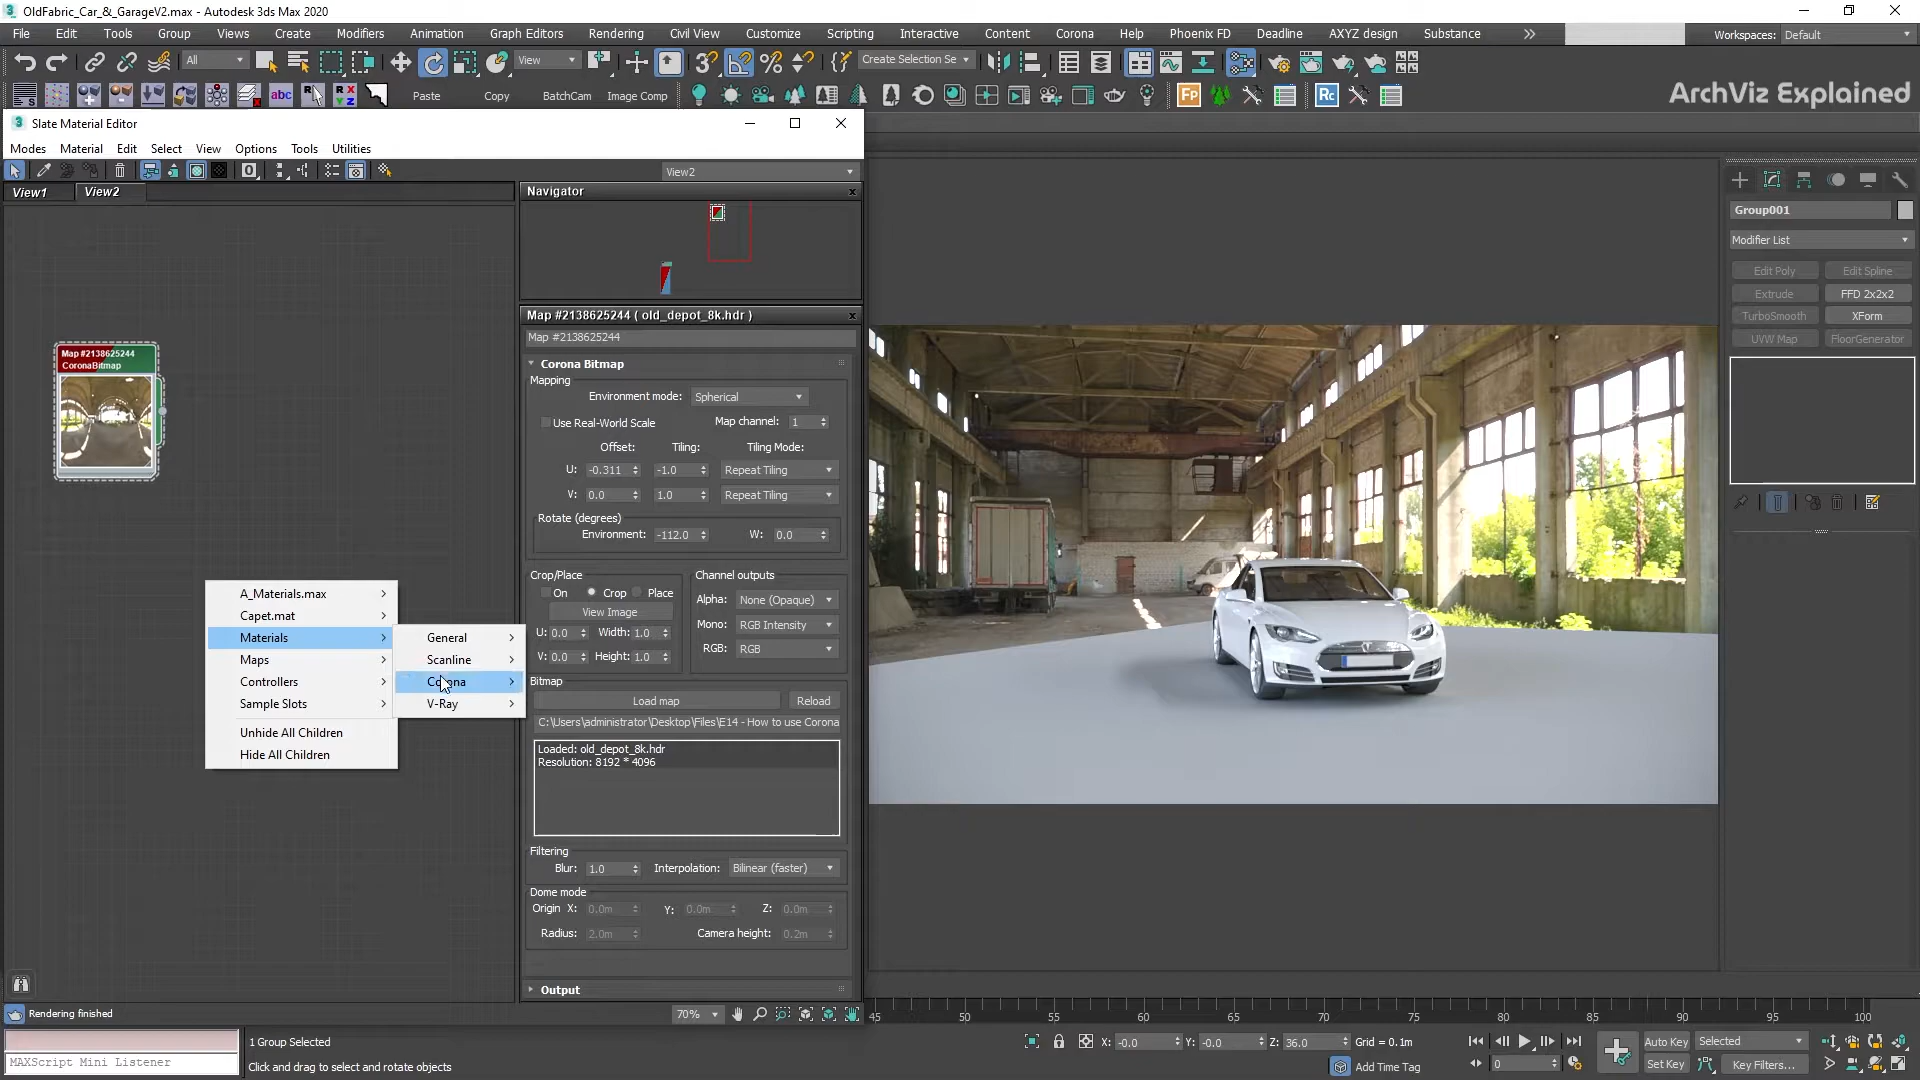 OldFabric_Car_&_GarageV2.max - Autodesk 3ds Max 2020
File Edit Tools Group Views Create Modifiers Animation Graph Editors Rendering Civil View Customize Scripting Interactive Content Corona Help Phoenix FD Deadline AXYZ design Substance Workspaces: Default
All View Create Selection Se
abc Paste Copy BatchCam Image Comp Fp Rc
ArchViz Explained
Slate Material Editor
Modes Material Edit Select View Options Tools Utilities
View2
View1 View2
Navigator
Map #2138625244 ( old_depot_8k.hdr )
Map #2138625244
Map #2138625244
CoronaBitmap
Corona Bitmap
Mapping
Environment mode: Spherical
Use Real-World Scale Map channel: 1
Offset: Tiling: Tiling Mode:
U: -0.311 -1.0 Repeat Tiling
V: 0.0 1.0 Repeat Tiling
Rotate (degrees)
Environment: -112.0 W: 0.0
Crop/Place
On Crop Place
View Image
U: 0.0 Width: 1.0
V: 0.0 Height: 1.0
Channel outputs
Alpha: None (Opaque)
Mono: RGB Intensity
RGB: RGB
Bitmap
Load map Reload
C:\Users\administrator\Desktop\Files\E14 - How to use Corona
Loaded: old_depot_8k.hdr
Resolution: 8192 * 4096
Filtering
Blur: 1.0 Interpolation: Bilinear (faster)
Dome mode
Origin X: 0.0m Y: 0.0m Z: 0.0m
Radius: 2.0m Camera height: 0.2m
Output
A_Materials.max
Capet.mat
Materials
Maps
Controllers
Sample Slots
Unhide All Children
Hide All Children
General
Scanline
Corona
V-Ray
Group001
Modifier List
Edit Poly Edit Spline
Extrude FFD 2x2x2
TurboSmooth XForm
UVW Map FloorGenerator
Rendering finished
70%
45 50 55 60 65 70 75 80 85 90 95 100
1 Group Selected
X: -0.0 Y: -0.0 Z: 36.0 Grid = 0.1m
Auto Key Selected
MAXScript Mini Listener
Click and drag to select and rotate objects
Add Time Tag
0
Set Key Key Filters...